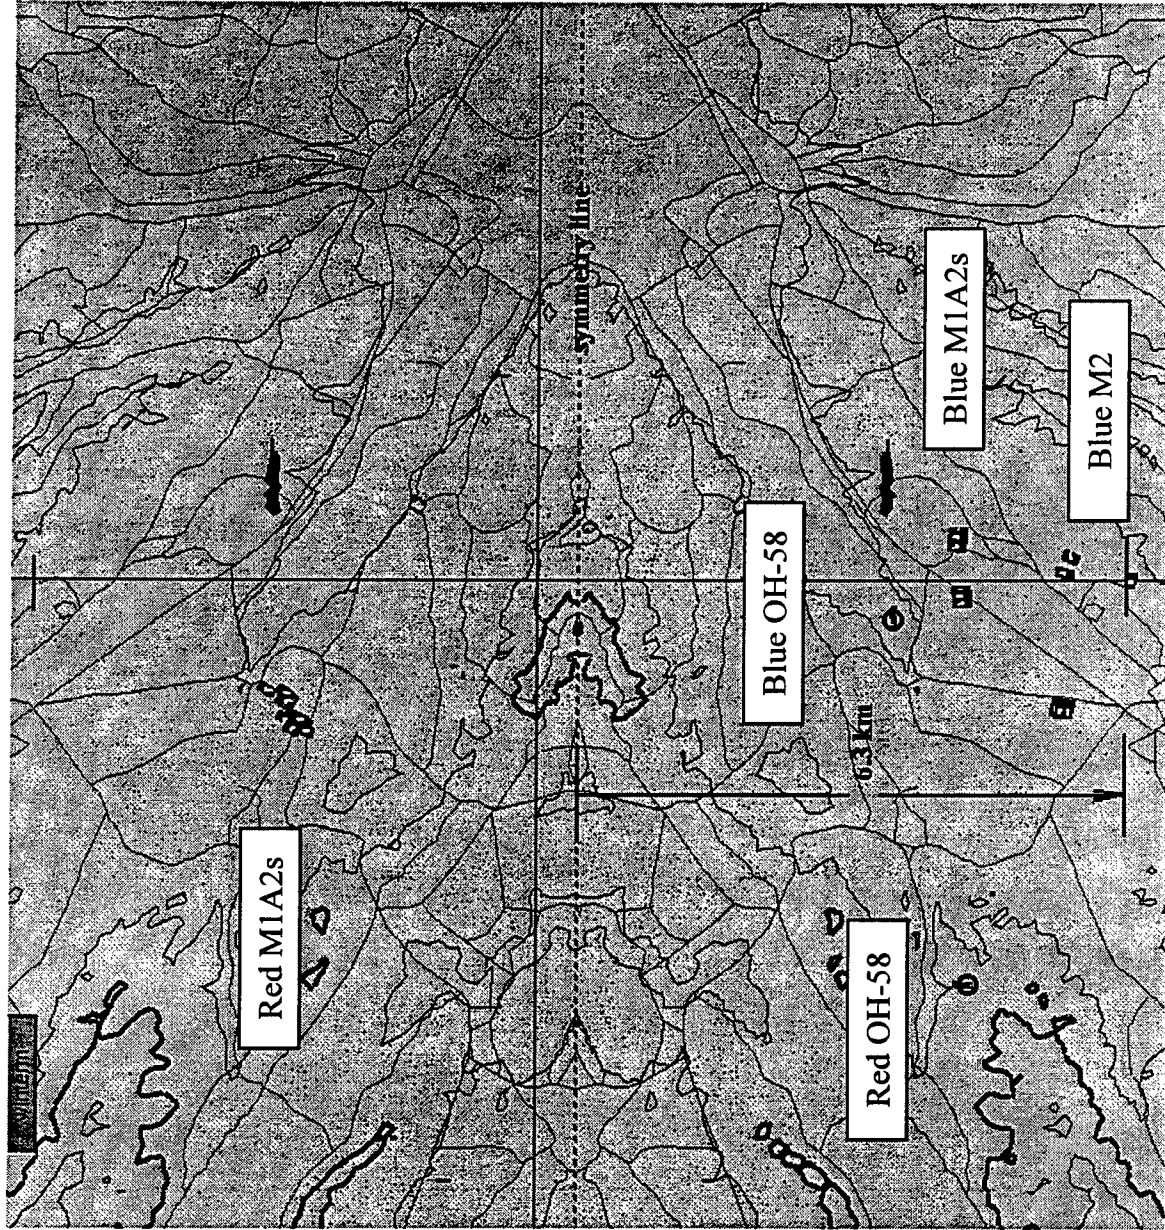 symmetry line
Blue M1A2s
Blue M2
Blue OH-58
6.3 km
Red M1A2s
Red OH-58